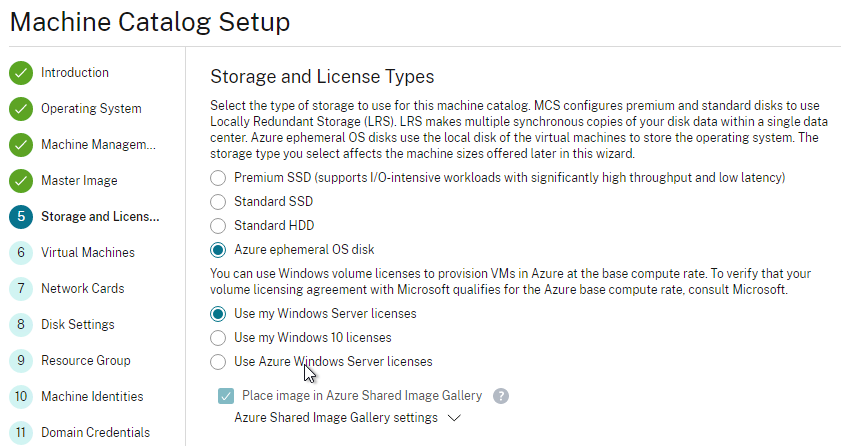 Machine Catalog Setup
Introduction
Operating System
Machine Managem...
Master Image
5 Storage and Licens...
6 Virtual Machines
7 Network Cards
8 Disk Settings
9 Resource Group
10 Machine Identities
11 Domain Credentials
Storage and License Types
Select the type of storage to use for this machine catalog. MCS configures premium and standard disks to use
Locally Redundant Storage (LRS). LRS makes multiple synchronous copies of your disk data within a single data
center. Azure ephemeral OS disks use the local disk of the virtual machines to store the operating system. The
storage type you select affects the machine sizes offered later in this wizard.
Premium SSD (supports I/O-intensive workloads with significantly high throughput and low latency)
Standard SSD
Standard HDD
Azure ephemeral OS disk
You can use Windows volume licenses to provision VMs in Azure at the base compute rate. To verify that your
volume licensing agreement with Microsoft qualifies for the Azure base compute rate, consult Microsoft.
Use my Windows Server licenses
Use my Windows 10 licenses
Use Azure Windows Server licenses
Place image in Azure Shared Image Gallery ?
Azure Shared Image Gallery settings